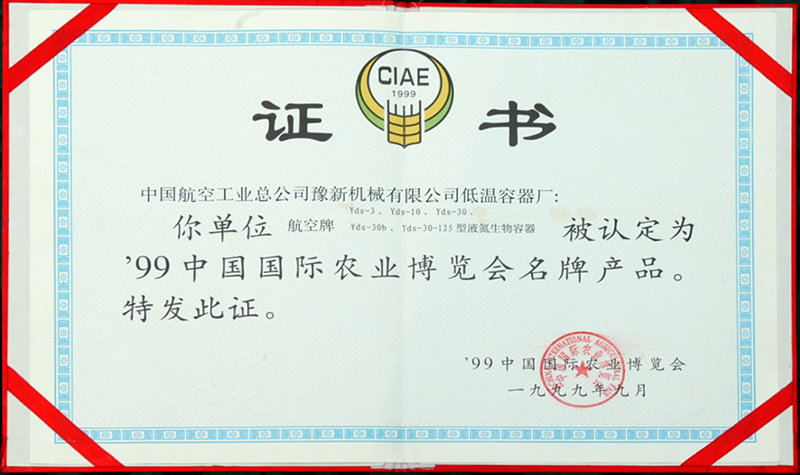 CIAE
1999
证书
中国航空工业总公司豫新机械有限公司低温容器厂:
Yds-3、Yds-10、Yds-30、
你单位 航空牌 Yds-30b、Yds-30-125型液氮生物容器 被认定为
'99中国国际农业博览会名牌产品。
特发此证。
'99中国国际农业博览会
一九九九年九月